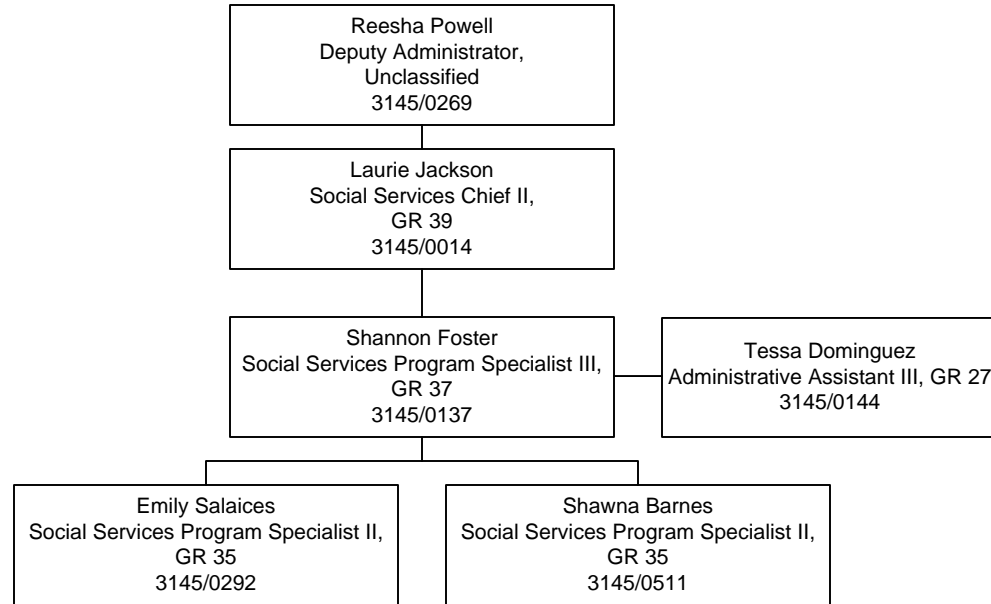 Reesha Powell
Deputy Administrator,
Unclassified
3145/0269
Laurie Jackson
Social Services Chief II,
GR 39
3145/0014
Shannon Foster
Social Services Program Specialist III,
GR 37
3145/0137
Tessa Dominguez
Administrative Assistant III, GR 27
3145/0144
Emily Salaices
Social Services Program Specialist II,
GR 35
3145/0292
Shawna Barnes
Social Services Program Specialist II,
GR 35
3145/0511